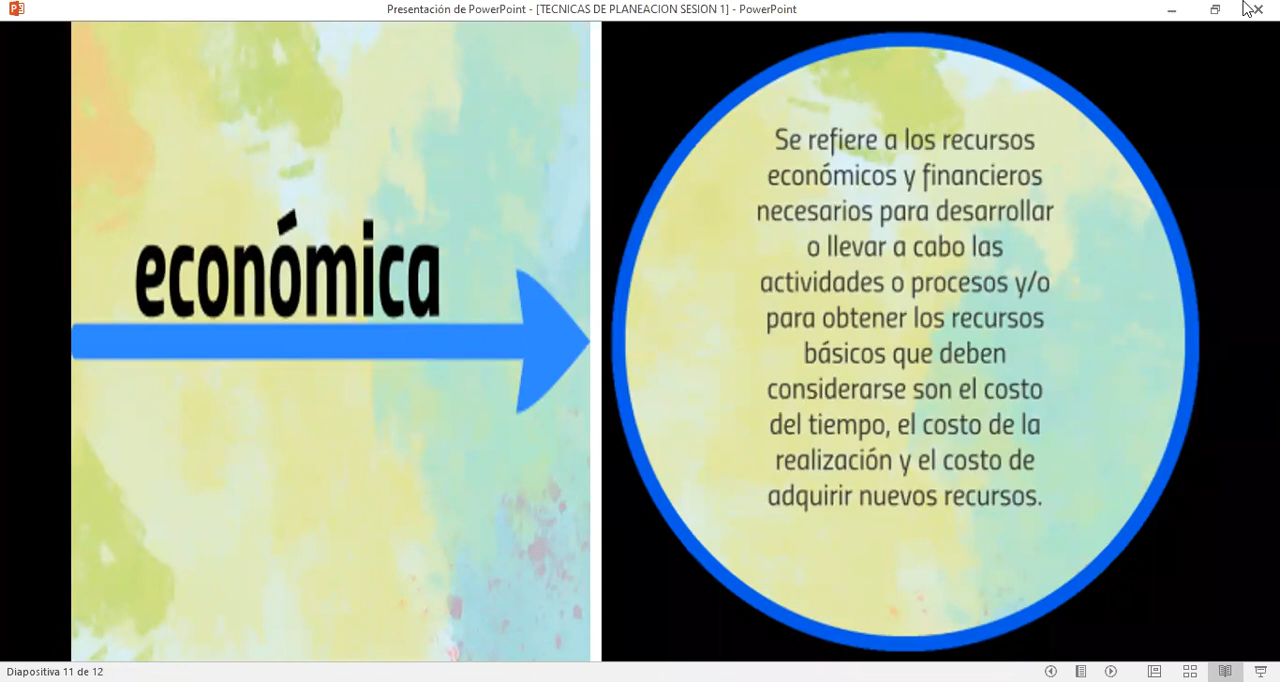 Presentación de PowerPoint - [TECNICAS DE PLANEACION SESION 1] - PowerPoint
económica
Se refiere a los recursos
económicos y financieros
necesarios para desarrollar
o llevar a cabo las
actividades o procesos y/o
para obtener los recursos
básicos que deben
considerarse son el costo
del tiempo, el costo de la
realización y el costo de
adquirir nuevos recursos.
Diapositiva 11 de 12